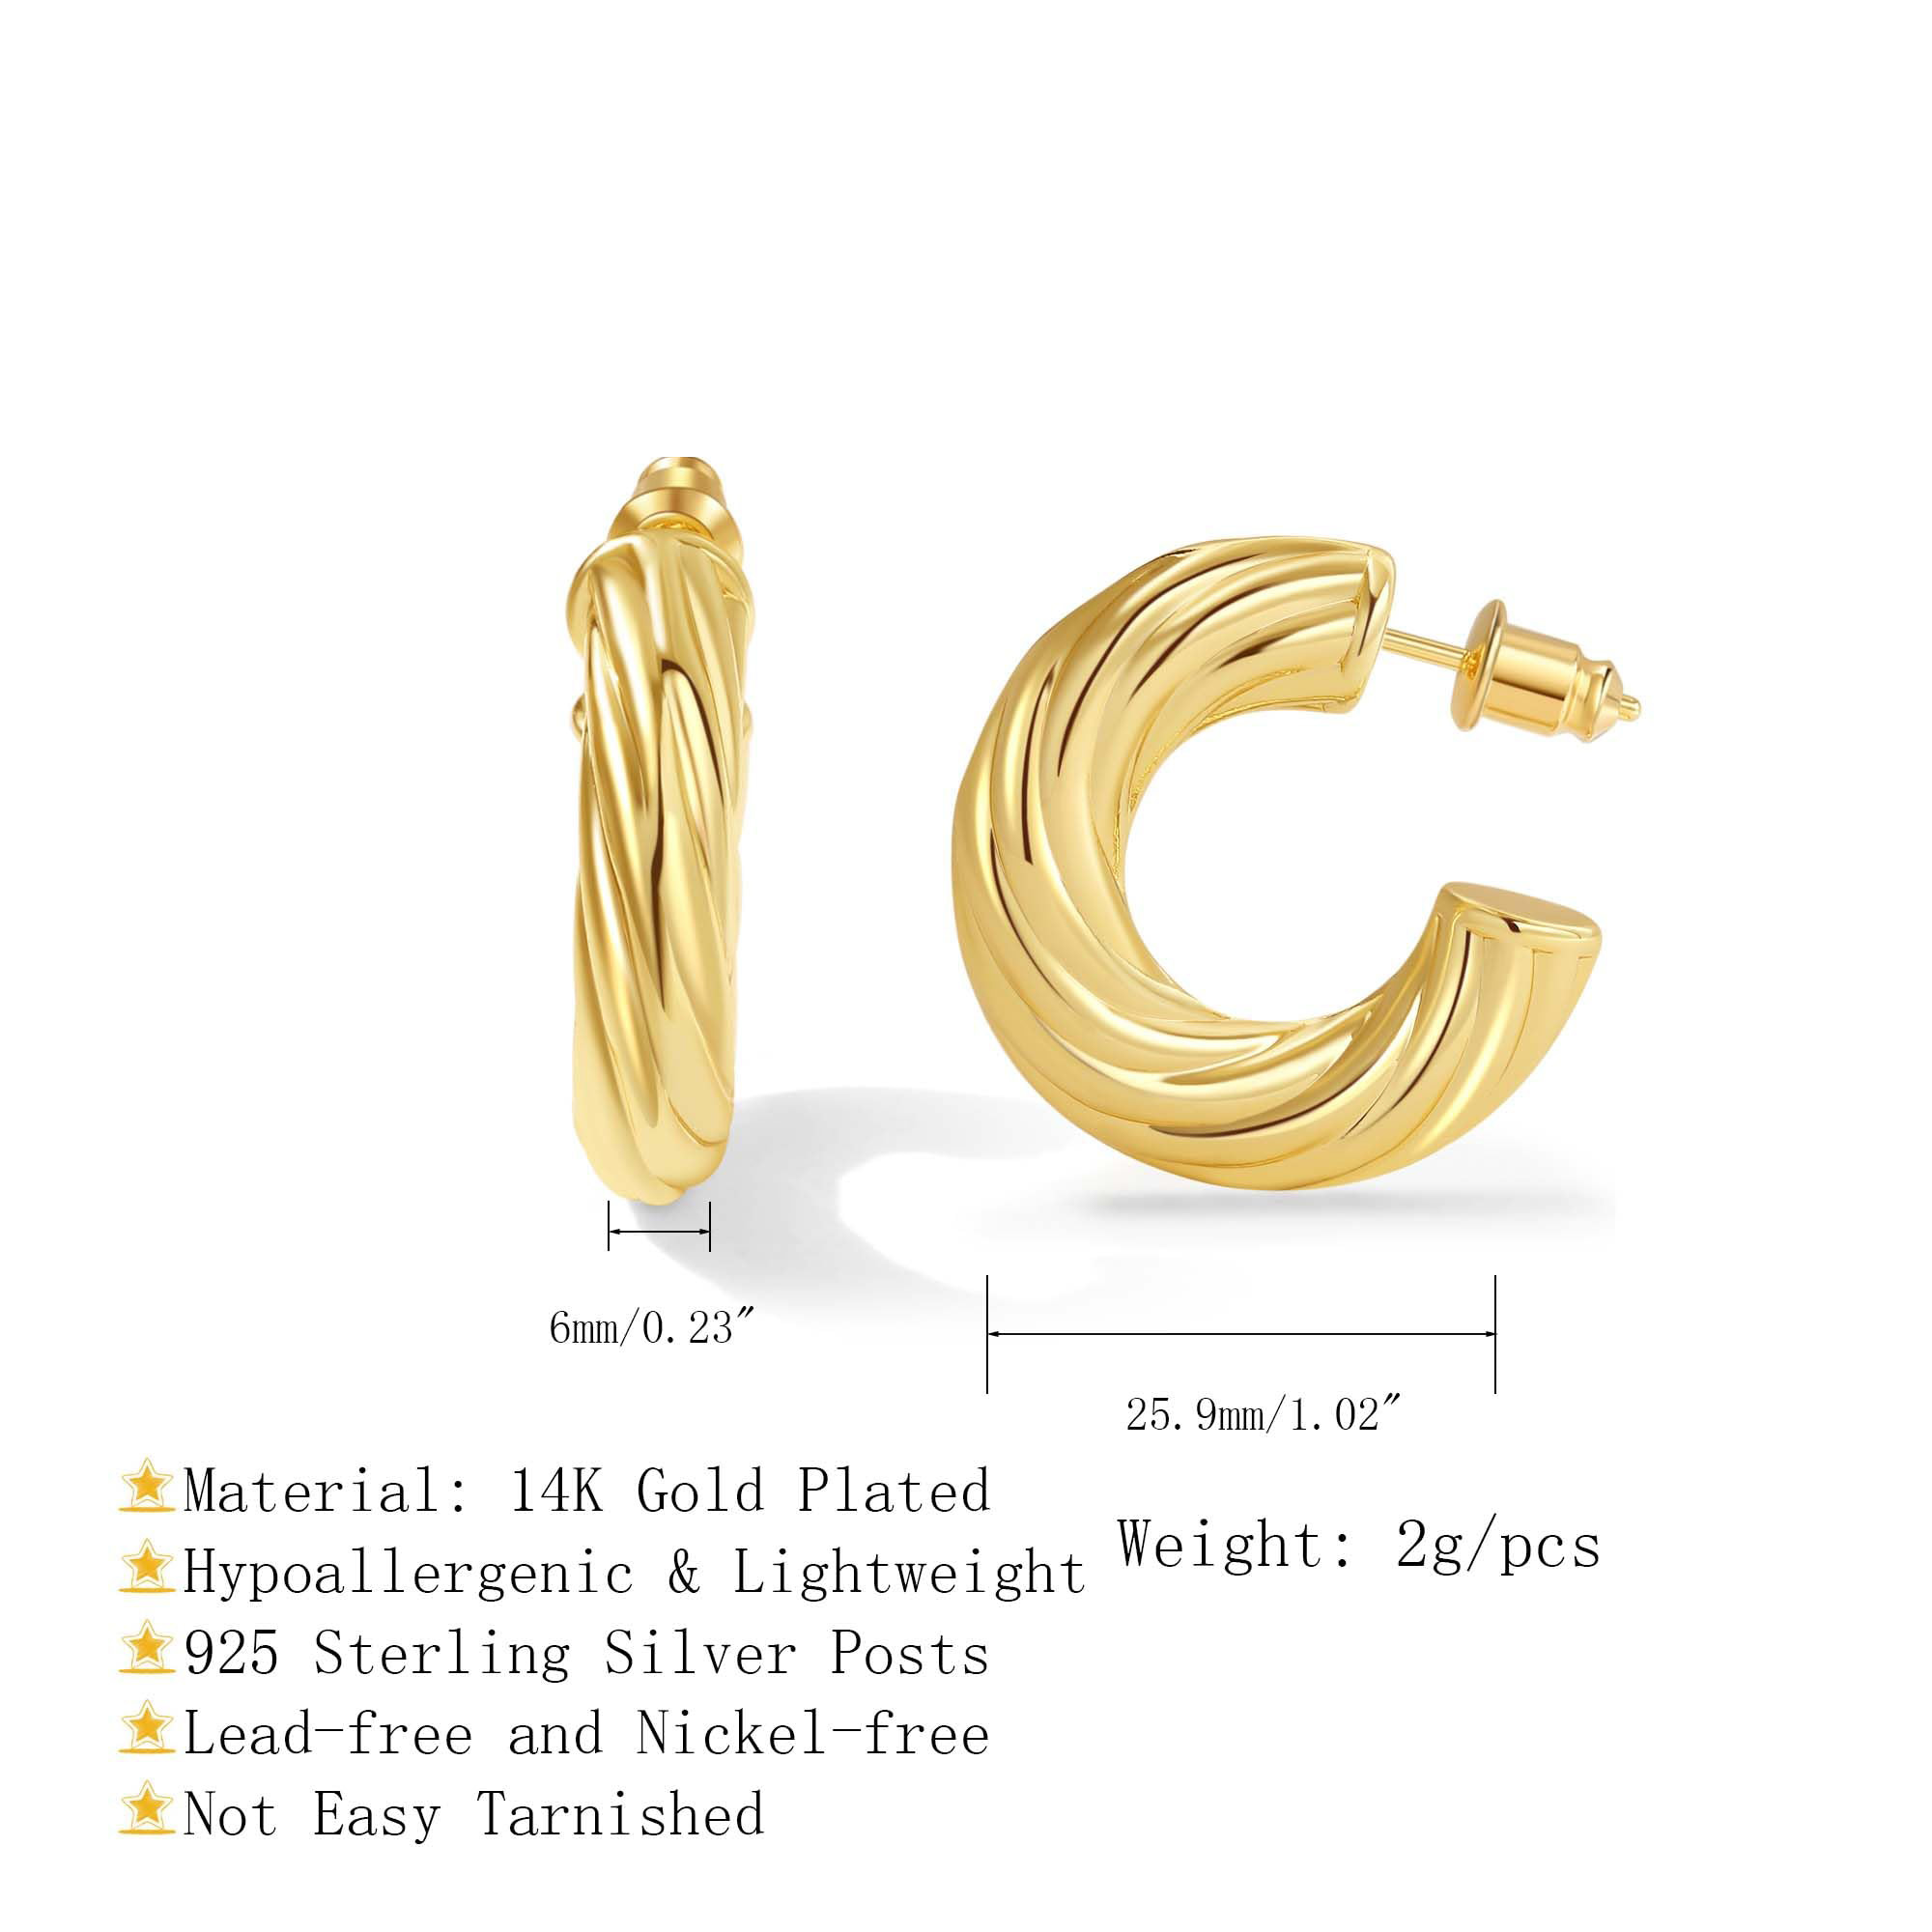 6mm/0.23″
25.9mm/1.02″
Material: 14K Gold Plated
Hypoallergenic & Lightweight
Weight: 2g/pcs
925 Sterling Silver Posts
Lead-free and Nickel-free
Not Easy Tarnished